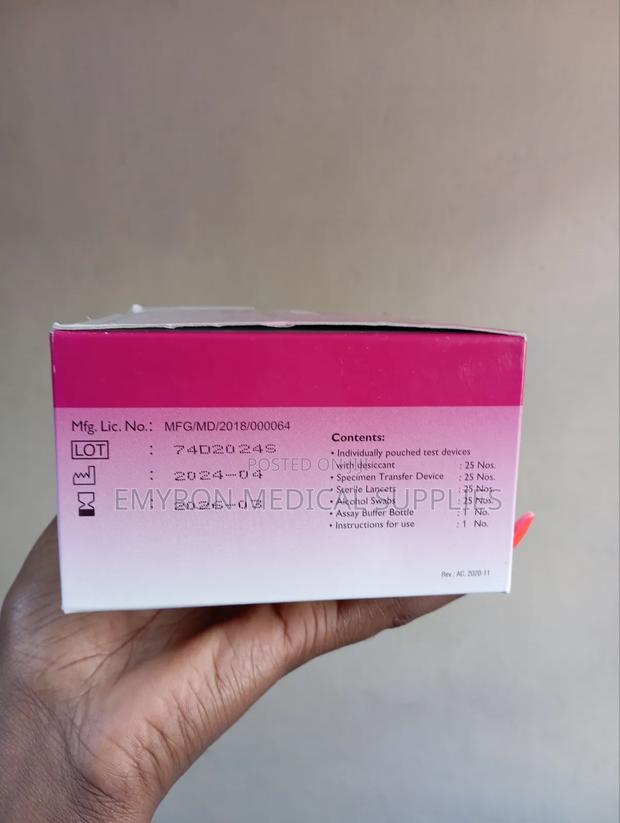 Mfg. Lic. No.: MFG/MD/2018/000064
LOT : 74D2024S
: 2024-04
: 2026-03
Contents:
• Individually pouched test devices
with desiccant : 25 Nos.
• Specimen Transfer Device : 25 Nos.
• Sterile Lancets : 25 Nos.
• Alcohol Swabs : 25 Nos.
• Assay Buffer Bottle : 1 No.
• Instructions for use : 1 No.
Rev.: AC. 2020-11
POSTED ON
EMYRON MEDICAL SUPPLIES